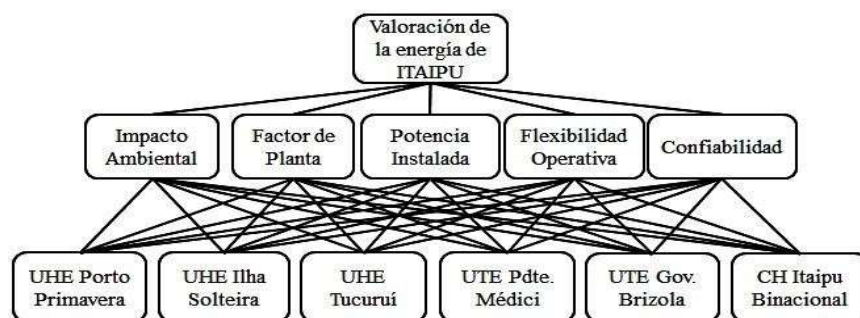 Valoración de
la energía de
ITAIPU
Impacto
Ambiental
Factor de
Planta
Potencia
Instalada
Flexibilidad
Operativa
Confiabilidad
UHE Porto
Primavera
UHE Ilha
Solteira
UHE
Tucuruí
UTE Pdte.
Médici
UTE Gov.
Brizola
CH Itaipu
Binacional